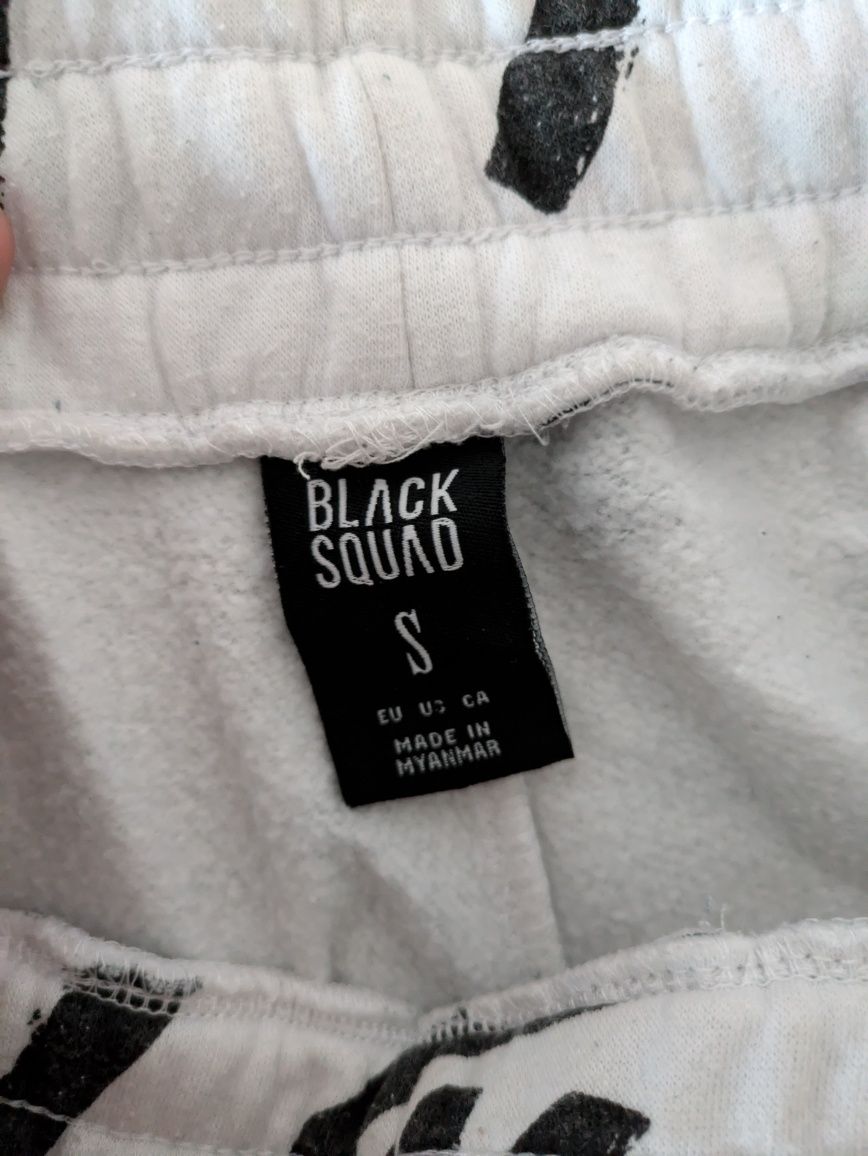 BLACK
SQUAD
S
EU US CA
MADE IN
MYANMAR